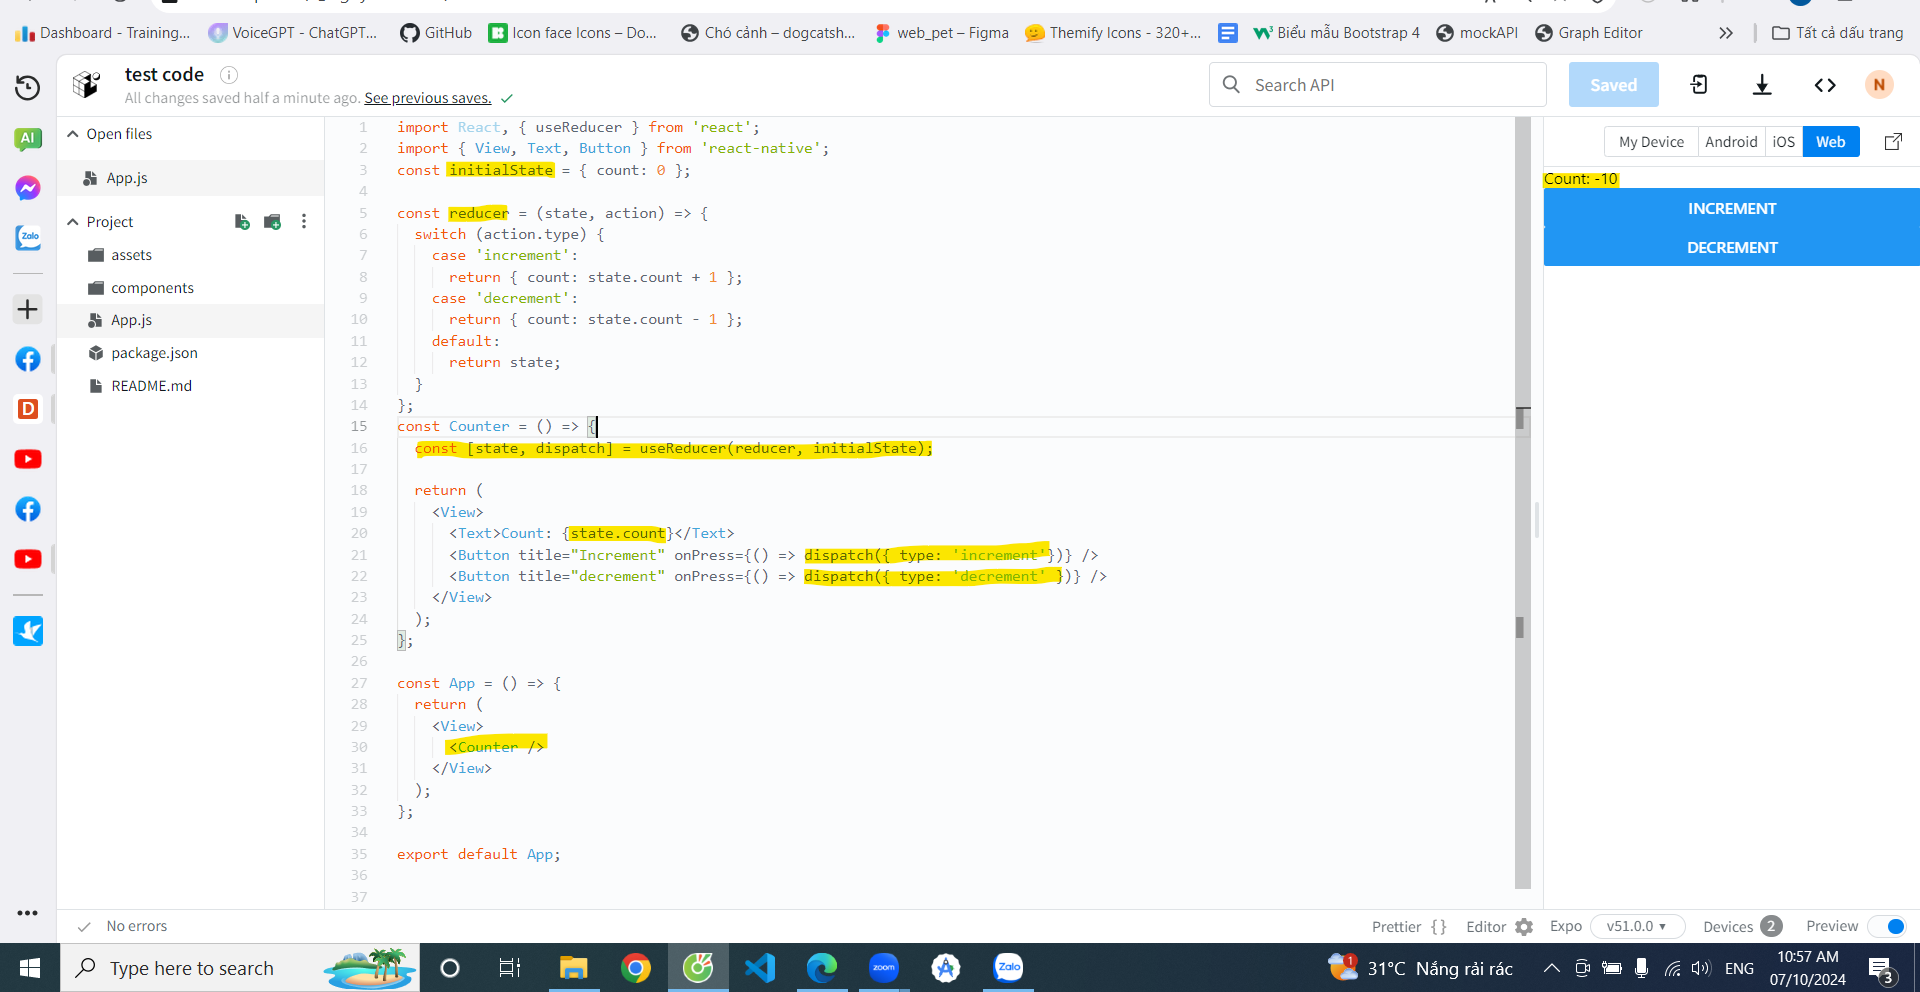 Dashboard - Training...
VoiceGPT - ChatGPT...
GitHub
Icon face Icons – Do...
Chó cảnh – dogcatsh...
web_pet – Figma
Themify Icons - 320+...
Biểu mẫu Bootstrap 4
mockAPI
Graph Editor
Tất cả dấu trang
test code
All changes saved half a minute ago. See previous saves.
Search API
Saved
N
AI
Zalo
D
Open files
App.js
Project
assets
components
App.js
package.json
README.md
1 import React, { useReducer } from 'react';
2 import { View, Text, Button } from 'react-native';
3 const initialState = { count: 0 };
4
5 const reducer = (state, action) => {
6 switch (action.type) {
7 case 'increment':
8 return { count: state.count + 1 };
9 case 'decrement':
10 return { count: state.count - 1 };
11 default:
12 return state;
13 }
14 };
15 const Counter = () => {
16 const [state, dispatch] = useReducer(reducer, initialState);
17
18 return (
19 <View>
20 <Text>Count: {state.count}</Text>
21 <Button title="Increment" onPress={() => dispatch({ type: 'increment'})} />
22 <Button title="decrement" onPress={() => dispatch({ type: 'decrement' })} />
23 </View>
24 );
25 };
26
27 const App = () => {
28 return (
29 <View>
30 <Counter />
31 </View>
32 );
33 };
34
35 export default App;
36
37
My Device Android iOS Web
Count: -10
INCREMENT
DECREMENT
No errors
Prettier {} Editor Expo v51.0.0 Devices 2 Preview
Type here to search
zoom
Zalo
1
31°C Nắng rải rác
ENG
10:57 AM
07/10/2024
3